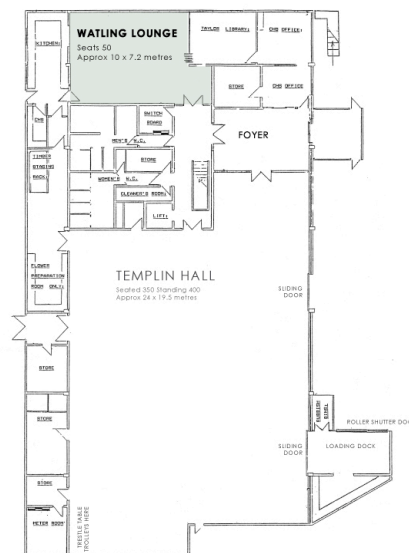 WATLING LOUNGE
Seats 50
Approx 10 x 7.2 metres
KITCHEN
TAYLOR LIBRARY
CHS OFFICE
STORE
CHS OFFICE
SWITCH
BOARD
CHS
MEN'S W.C.
FOYER
STORE
TIMBER
STAGING
RACK
WOMEN'S W.C.
CLEANER'S ROOM
LIFT
FLOWER
PREPARATION
ROOM ONLY
TEMPLIN HALL
Seated 350 Standing 400
Approx 24 x 19.5 metres
SLIDING
DOOR
STORE
STORE
ROLLER SHUTTER DO
SLIDING
DOOR
LOADING DOCK
STORE
METER ROOM
TRESTLE TABLE
TROLLEYS HERE